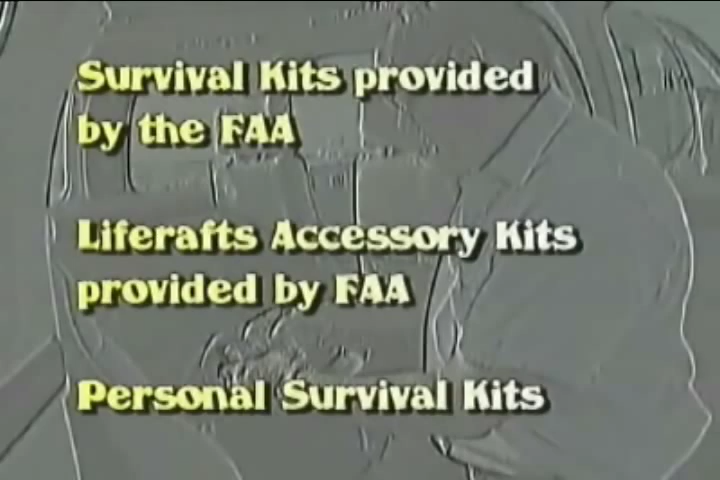 Survival Kits provided
by the FAA
Liferafts Accessory Kits
provided by FAA
Personal Survival Kits